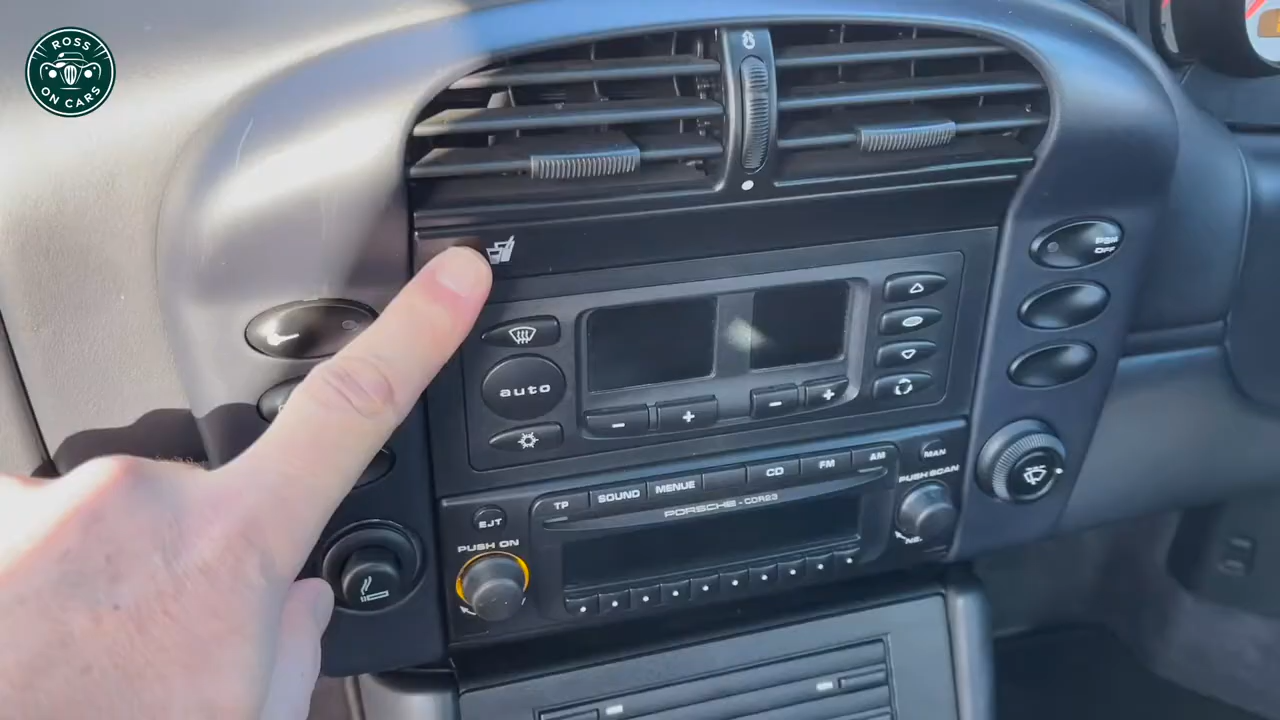 ROSS
ON CARS
PSM
OFF
auto
MAN
CD
FM
AM
TP
SOUND
MENUE
PUSH SCAN
PORSCHE - CDR23
EJT
PUSH ON